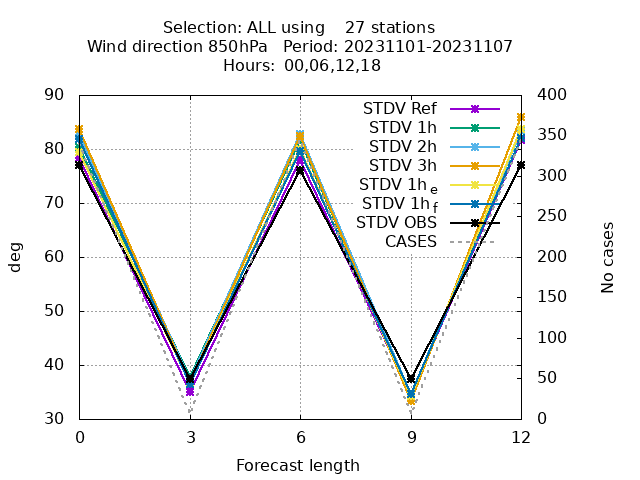 Selection: ALL using 27 stations
Wind direction 850hPa Period: 20231101-20231107
Hours: 00,06,12,18
90
80
70
60
50
40
30
deg
400
350
300
250
200
150
100
50
0
No cases
STDV Ref
STDV 1h
STDV 2h
STDV 3h
STDV 1h e
STDV 1h f
STDV OBS
CASES
0 3 6 9 12
Forecast length